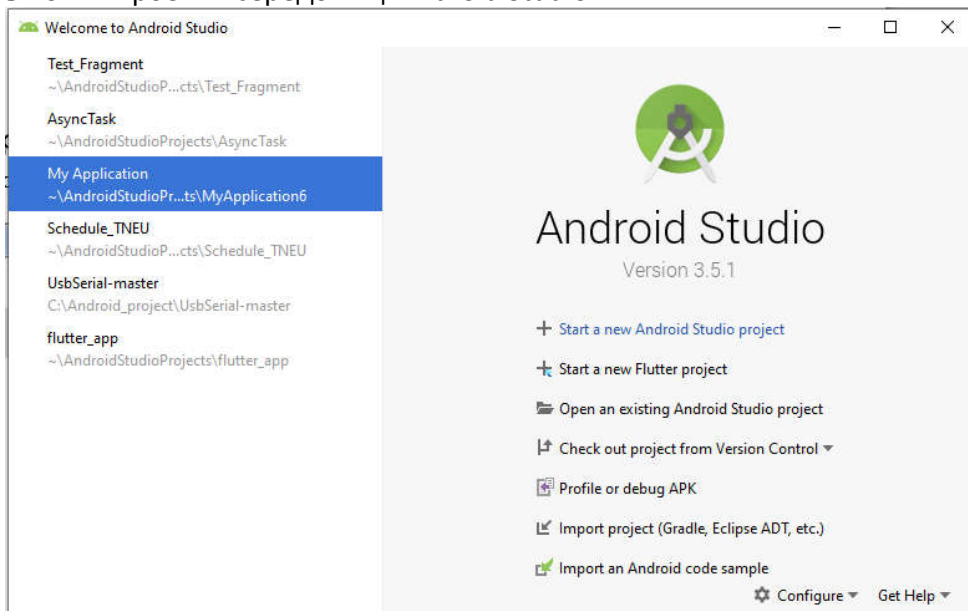 Welcome to Android Studio
Test_Fragment
~\AndroidStudioP...cts\Test_Fragment
AsyncTask
~\AndroidStudioProjects\AsyncTask
My Application
~\AndroidStudioPr...ts\MyApplication6
Schedule_TNEU
~\AndroidStudioP...cts\Schedule_TNEU
UsbSerial-master
C:\Android_project\UsbSerial-master
flutter_app
~\AndroidStudioProjects\flutter_app
Android Studio
Version 3.5.1
Start a new Android Studio project
Start a new Flutter project
Open an existing Android Studio project
Check out project from Version Control
Profile or debug APK
Import project (Gradle, Eclipse ADT, etc.)
Import an Android code sample
Configure
Get Help